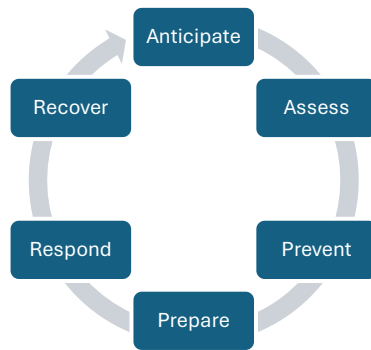 Anticipate
Assess
Prevent
Prepare
Respond
Recover